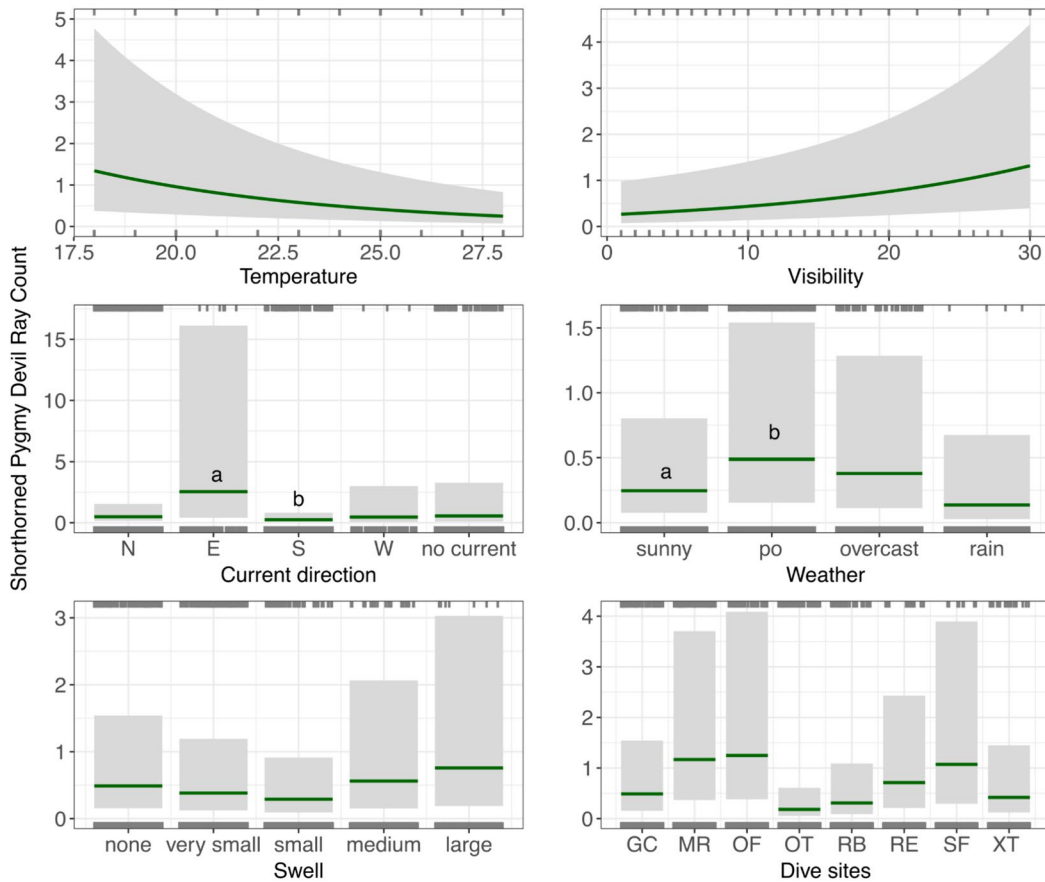 Shorthorned Pygmy Devil Ray Count
5
4
3
2
1
0
17.5 20.0 22.5 25.0 27.5
Temperature
4
3
2
1
0
0 10 20 30
Visibility
15
10
5
0
a
b
N E S W no current
Current direction
1.5
1.0
0.5
0.0
a
b
sunny po overcast rain
Weather
3
2
1
0
none very small small medium large
Swell
4
3
2
1
0
GC MR OF OT RB RE SF XT
Dive sites